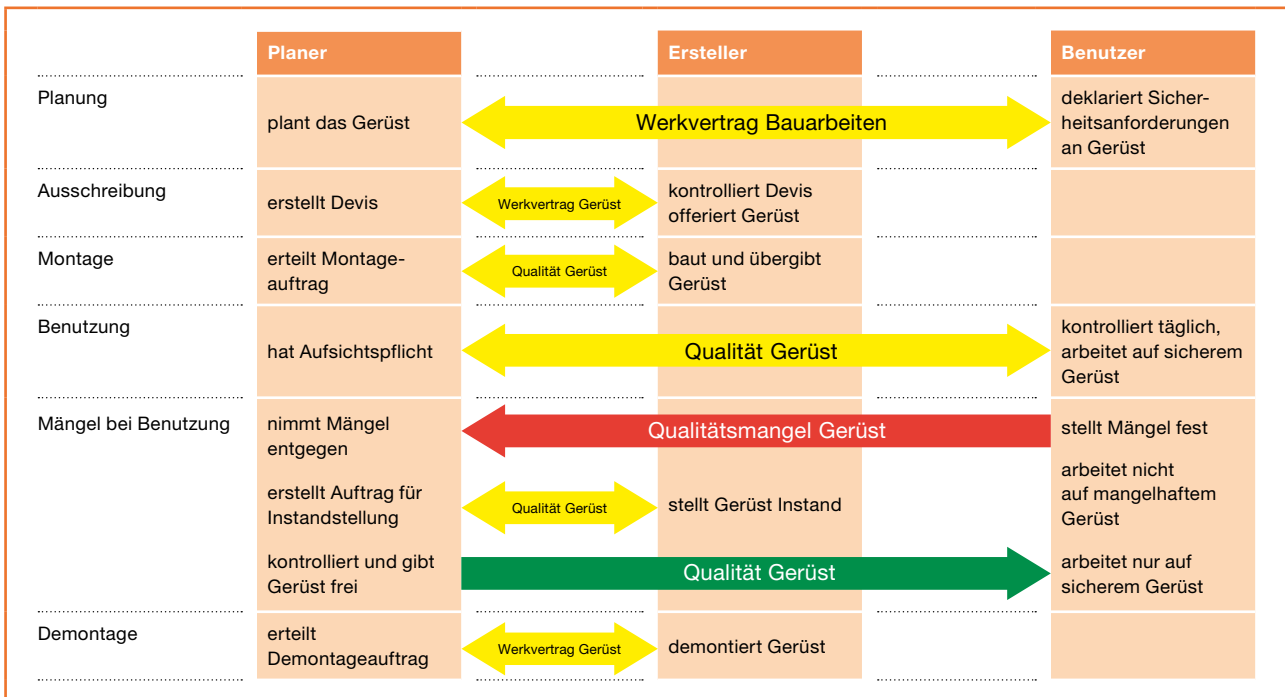 Planer
Ersteller
Benutzer
Planung
plant das Gerüst
Werkvertrag Bauarbeiten
deklariert Sicher-
heitsanforderungen
an Gerüst
Ausschreibung
erstellt Devis
Werkvertrag Gerüst
kontrolliert Devis
offeriert Gerüst
Montage
erteilt Montage-
auftrag
Qualität Gerüst
baut und übergibt
Gerüst
Benutzung
hat Aufsichtspflicht
Qualität Gerüst
kontrolliert täglich,
arbeitet auf sicherem
Gerüst
Mängel bei Benutzung
nimmt Mängel
entgegen
Qualitätsmangel Gerüst
stellt Mängel fest
erstellt Auftrag für
Instandstellung
Qualität Gerüst
stellt Gerüst Instand
arbeitet nicht
auf mangelhaftem
Gerüst
kontrolliert und gibt
Gerüst frei
Qualität Gerüst
arbeitet nur auf
sicherem Gerüst
Demontage
erteilt
Demontageauftrag
Werkvertrag Gerüst
demontiert Gerüst